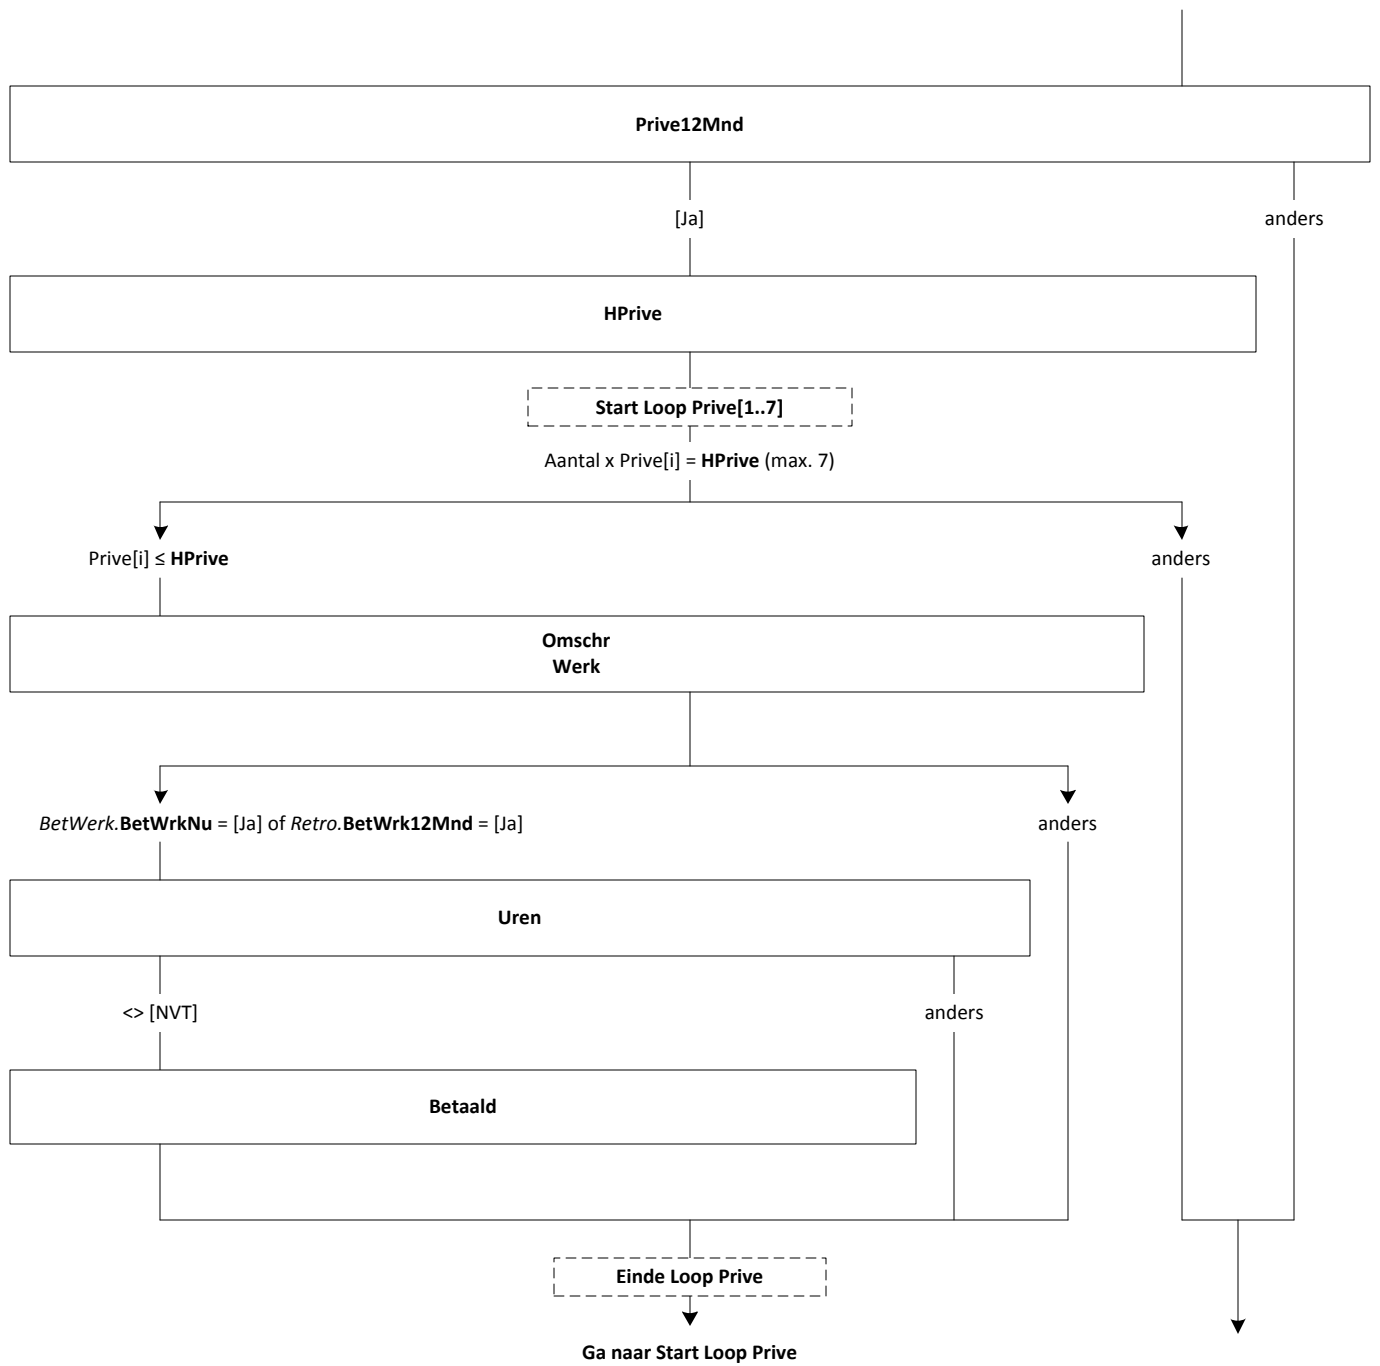 Prive12Mnd
[Ja]
anders
HPrive
Start Loop Prive[1..7]
Aantal x Prive[i] = HPrive (max. 7)
Prive[i] ≤ HPrive
anders
Omschr
Werk
BetWerk.BetWrkNu = [Ja] of Retro.BetWrk12Mnd = [Ja]
anders
Uren
<> [NVT]
anders
Betaald
Einde Loop Prive
Ga naar Start Loop Prive